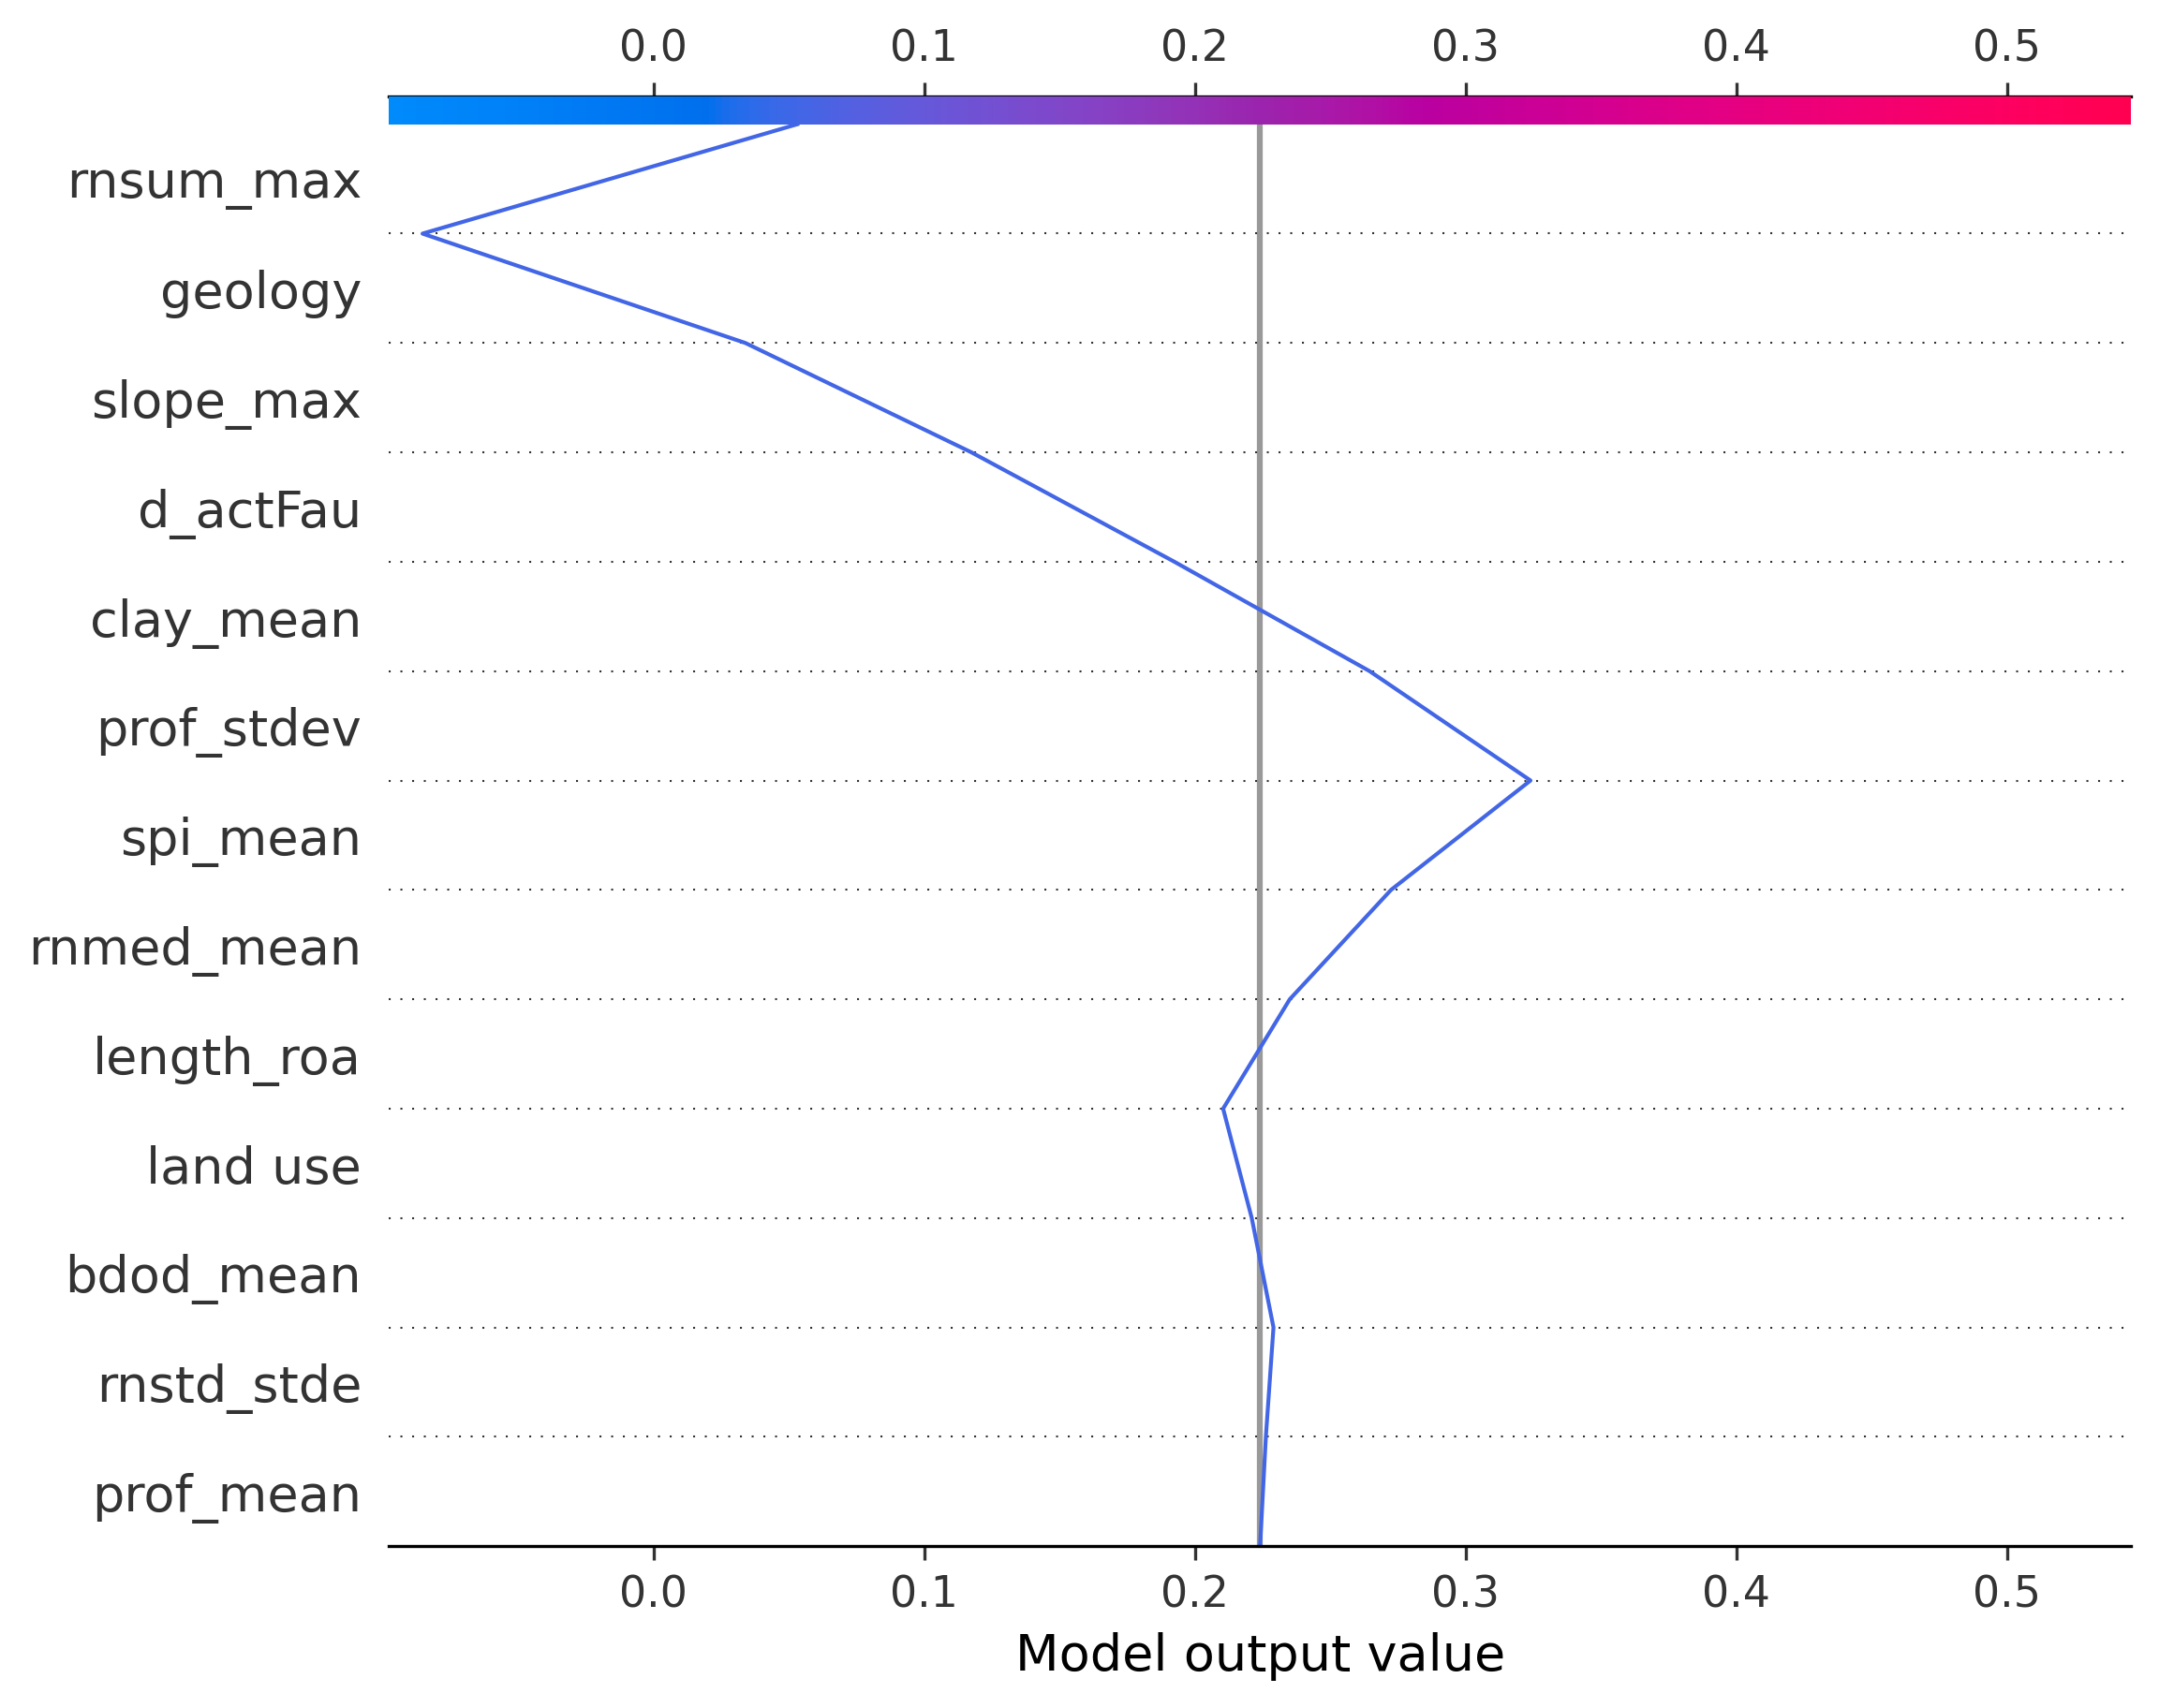 0.0 0.1 0.2 0.3 0.4 0.5
rnsum_max
geology
slope_max
d_actFau
clay_mean
prof_stdev
spi_mean
rnmed_mean
length_roa
land use
bdod_mean
rnstd_stde
prof_mean
0.0 0.1 0.2 0.3 0.4 0.5
Model output value